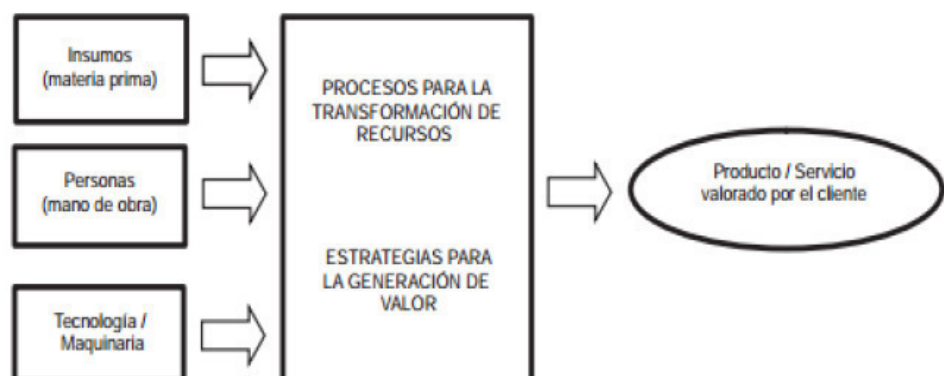 Insumos
(materia prima)
Personas
(mano de obra)
Tecnología /
Maquinaria
PROCESOS PARA LA
TRANSFORMACIÓN DE
RECURSOS
ESTRATEGIAS PARA
LA GENERACIÓN DE
VALOR
Producto / Servicio
valorado por el cliente